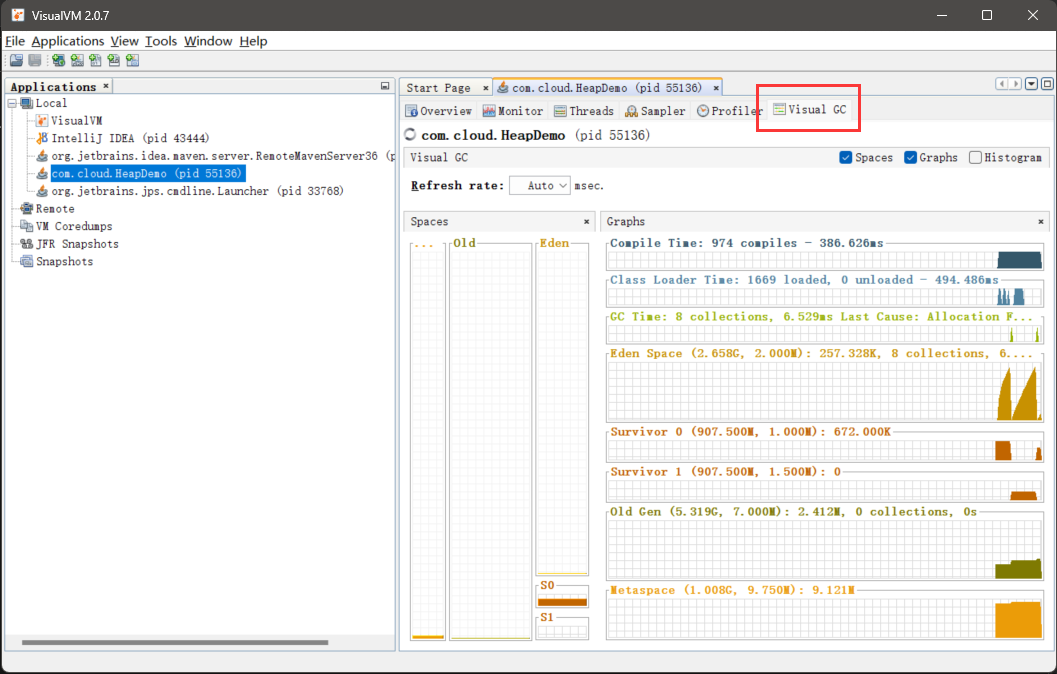 VisualVM 2.0.7
File Applications View Tools Window Help
Applications ×
Local
VisualVM
IntelliJ IDEA (pid 43444)
org.jetbrains.idea.maven.server.RemoteMavenServer36 (p
com.cloud.HeapDemo (pid 55136)
org.jetbrains.jps.cmdline.Launcher (pid 33768)
Remote
VM Coredumps
JFR Snapshots
Snapshots
Start Page × com.cloud.HeapDemo (pid 55136) ×
Overview Monitor Threads Sampler Profiler Visual GC
com.cloud.HeapDemo (pid 55136)
Visual GC Spaces Graphs Histogram
Refresh rate: Auto msec.
Spaces ×
... Old Eden
S0
S1
Graphs ×
Compile Time: 974 compiles - 386.626ms
Class Loader Time: 1669 loaded, 0 unloaded - 494.486ms
GC Time: 8 collections, 6.529ms Last Cause: Allocation F...
Eden Space (2.658G, 2.000M): 257.328K, 8 collections, 6....
Survivor 0 (907.500M, 1.000M): 672.000K
Survivor 1 (907.500M, 1.500M): 0
Old Gen (5.319G, 7.000M): 2.412M, 0 collections, 0s
Metaspace (1.008G, 9.750M): 9.121M